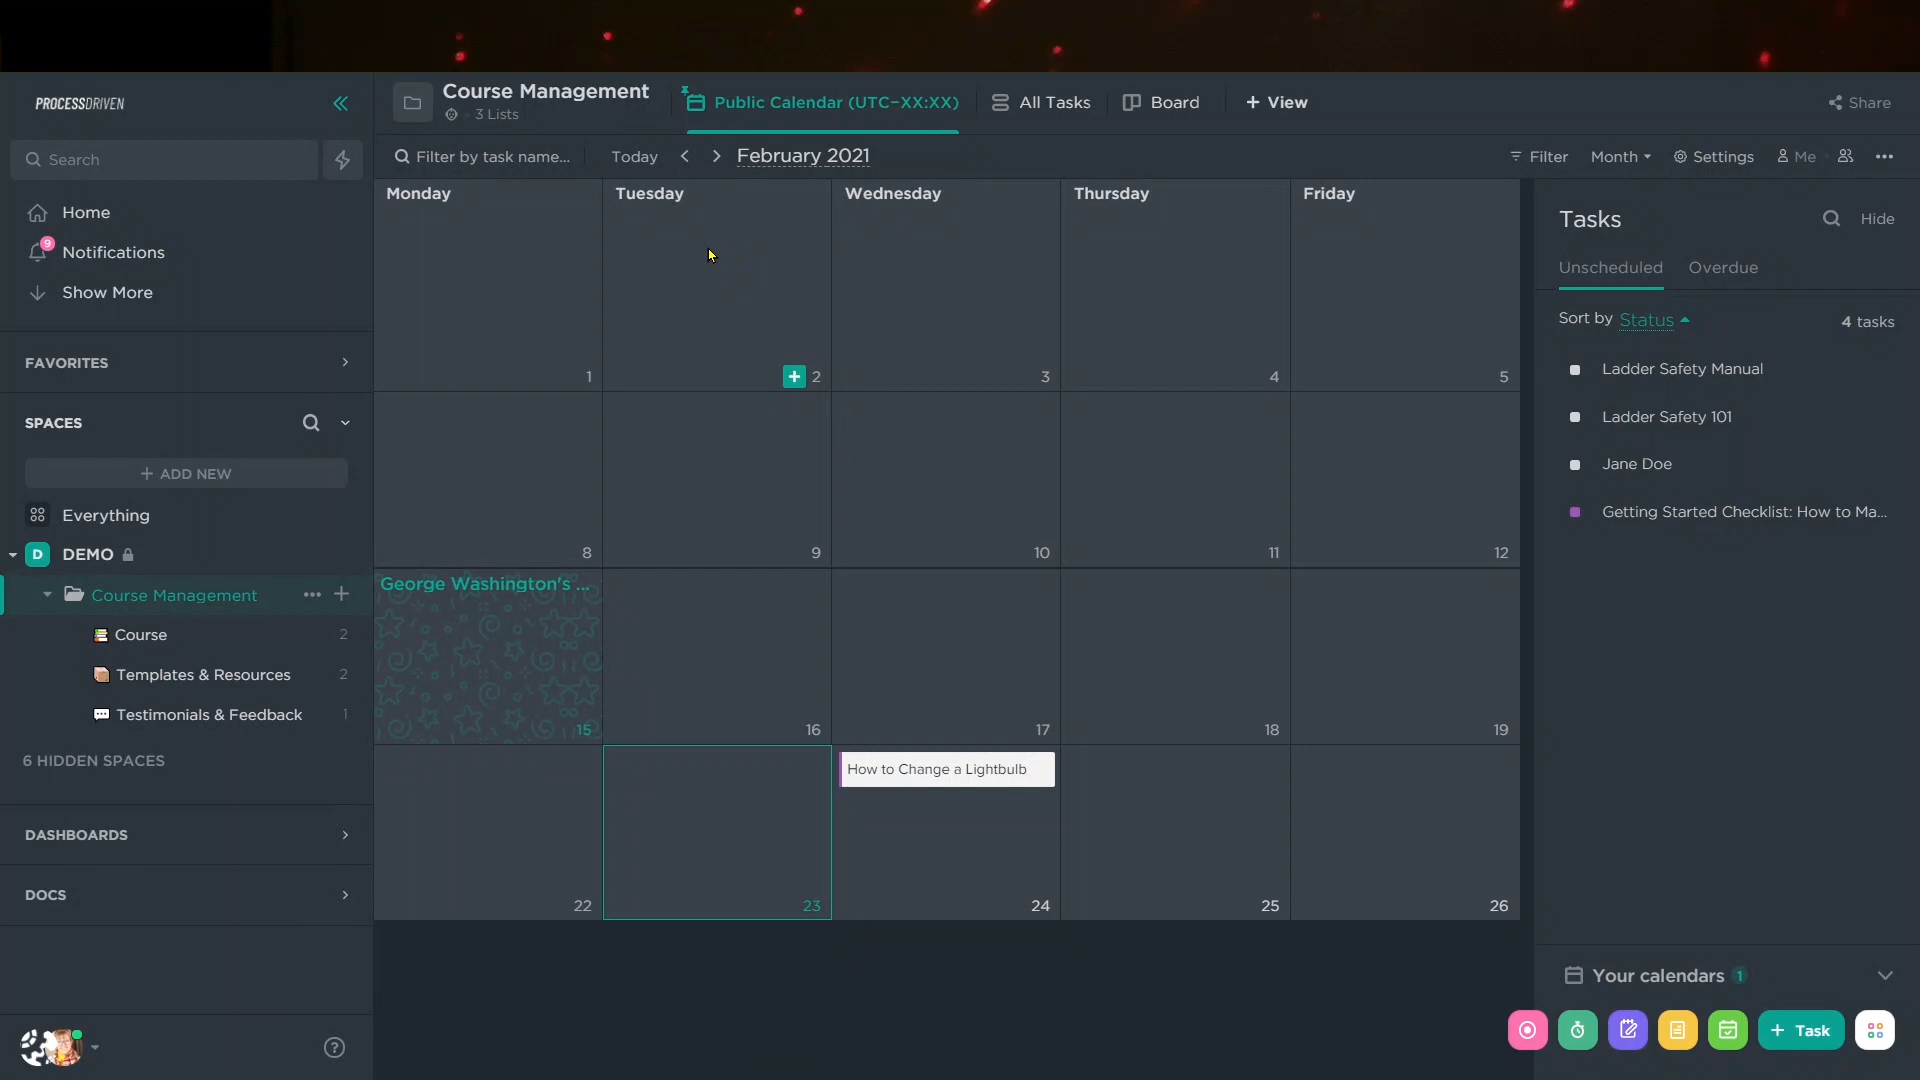 PROCESSDRIVEN
Search
Home
9
Notifications
Show More
FAVORITES
SPACES
+ ADD NEW
Everything
D DEMO
Course Management
Course 2
Templates & Resources 2
Testimonials & Feedback 1
6 HIDDEN SPACES
DASHBOARDS
DOCS
Course Management
3 Lists
Public Calendar (UTC-XX:XX)
All Tasks
Board
+ View
Share
Filter by task name...
Today
February 2021
Filter
Month
Settings
Me
Monday Tuesday Wednesday Thursday Friday
1 + 2 3 4 5
8 9 10 11 12
George Washington's ...
15 16 17 18 19
How to Change a Lightbulb
22 23 24 25 26
Tasks
Hide
Unscheduled Overdue
Sort by Status
4 tasks
Ladder Safety Manual
Ladder Safety 101
Jane Doe
Getting Started Checklist: How to Ma...
Your calendars 1
+ Task